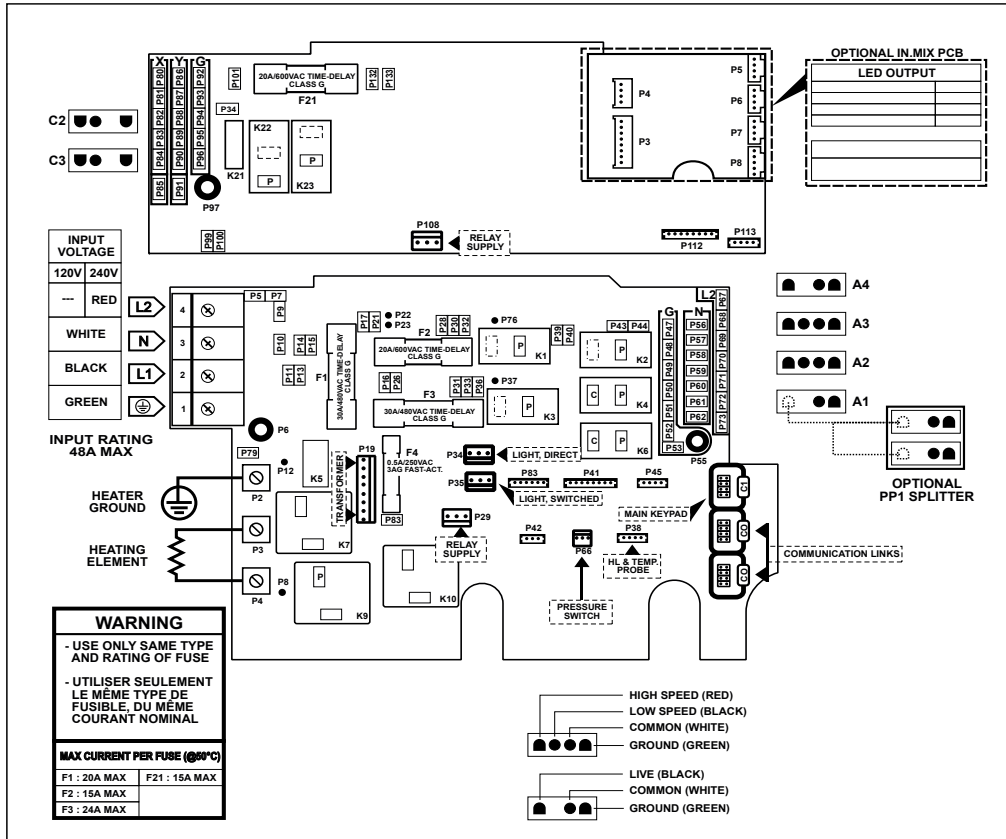 OPTIONAL IN.MIX PCB
LED OUTPUT
X Y G
P80 P86 P92
P81 P87 P93
P82 P88 P94
P83 P89 P95
P84 P90 P96
P85 P91
P97
P101
20A/600VAC TIME-DELAY
CLASS G
F21
P132
P133
P34
K22
P
K21
P
K23
C2
C3
P99
P100
P108
RELAY
SUPPLY
P4
P3
P5
P6
P7
P8
P112
P113
INPUT
VOLTAGE
120V 240V
--- RED
WHITE
BLACK
GREEN
L2
N
L1
4
3
2
1
INPUT RATING
48A MAX
P5 P7
P9
P10
P14
P15
P11
P13
F1
30A/480VAC TIME-DELAY
CLASS G
P17
P21
P22
P23
F2
20A/600VAC TIME-DELAY
CLASS G
P28
P30
P32
P76
P
K1
P39
P40
P43 P44
P
K2
P16
P26
F3
30A/480VAC TIME-DELAY
CLASS G
P31
P33
P36
P37
P
K3
C P
K4
C P
K6
G
P47
P48
P49
P50
P51
P52
P53
N
P56
P57
P58
P59
P60
P61
P62
P55
L2
P67
P68
P69
P70
P71
P72
P73
A4
A3
A2
A1
OPTIONAL
PP1 SPLITTER
P6
P79
P12
K5
P19
TRANSFORMER
F4
0.5A/250VAC
3AG FAST-ACT.
P83
P34
LIGHT, DIRECT
P35
LIGHT, SWITCHED
P83
P41
P45
P29
RELAY
SUPPLY
P42
P66
PRESSURE
SWITCH
P38
HL & TEMP.
PROBE
MAIN KEYPAD
C1
CO
CO
COMMUNICATION LINKS
HEATER
GROUND
P2
HEATING
ELEMENT
P3
P4
P8
K7
P
K9
K10
WARNING
- USE ONLY SAME TYPE
AND RATING OF FUSE
- UTILISER SEULEMENT
LE MÊME TYPE DE
FUSIBLE, DU MÊME
COURANT NOMINAL
MAX CURRENT PER FUSE (@50°C)
F1 : 20A MAX F21 : 15A MAX
F2 : 15A MAX
F3 : 24A MAX
HIGH SPEED (RED)
LOW SPEED (BLACK)
COMMON (WHITE)
GROUND (GREEN)
LIVE (BLACK)
COMMON (WHITE)
GROUND (GREEN)